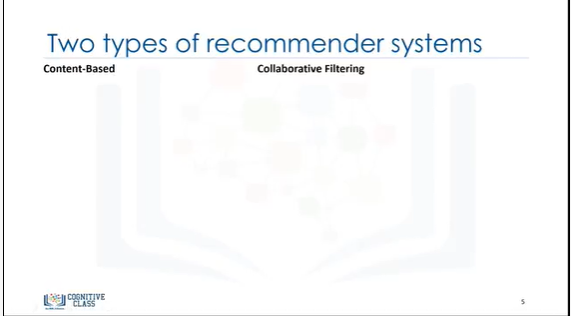 Two types of recommender systems
Content-Based
Collaborative Filtering
COGNITIVE
CLASS
5